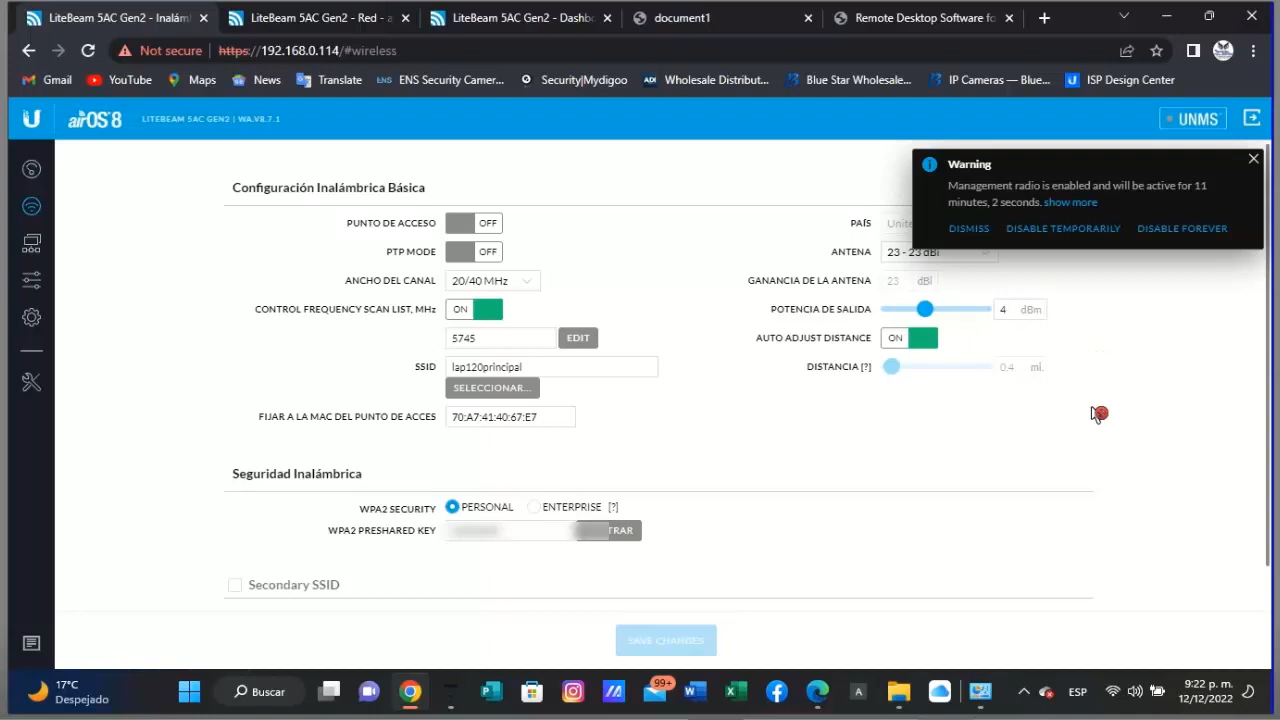 LiteBeam 5AC Gen2 - Inalám
LiteBeam 5AC Gen2 - Red - a
LiteBeam 5AC Gen2 - Dashb
document1
Remote Desktop Software fo
Not secure
https://192.168.0.114/#wireless
Gmail
YouTube
Maps
News
Translate
ENS Security Camer...
Security|Mydigoo
Wholesale Distribut...
Blue Star Wholesale...
IP Cameras — Blue...
ISP Design Center
airOS 8
LITEBEAM 5AC GEN2 | WA.V8.7.1
UNMS
Warning
Management radio is enabled and will be active for 11
minutes, 2 seconds. show more
DISMISS
DISABLE TEMPORARILY
DISABLE FOREVER
Configuración Inalámbrica Básica
PUNTO DE ACCESO OFF
PTP MODE OFF
ANCHO DEL CANAL 20/40 MHz
CONTROL FREQUENCY SCAN LIST, MHz ON
5745 EDIT
SSID lap120principal
SELECCIONAR...
FIJAR A LA MAC DEL PUNTO DE ACCES 70:A7:41:40:67:E7
PAÍS Unite
ANTENA 23 - 23 dBi
GANANCIA DE LA ANTENA 23 dBi
POTENCIA DE SALIDA 4 dBm
AUTO ADJUST DISTANCE ON
DISTANCIA [?] 0.4 mi.
Seguridad Inalámbrica
WPA2 SECURITY PERSONAL ENTERPRISE [?]
WPA2 PRESHARED KEY TRAR
Secondary SSID
SAVE CHANGES
17°C
Despejado
Buscar
99+
ESP
9:22 p. m.
12/12/2022